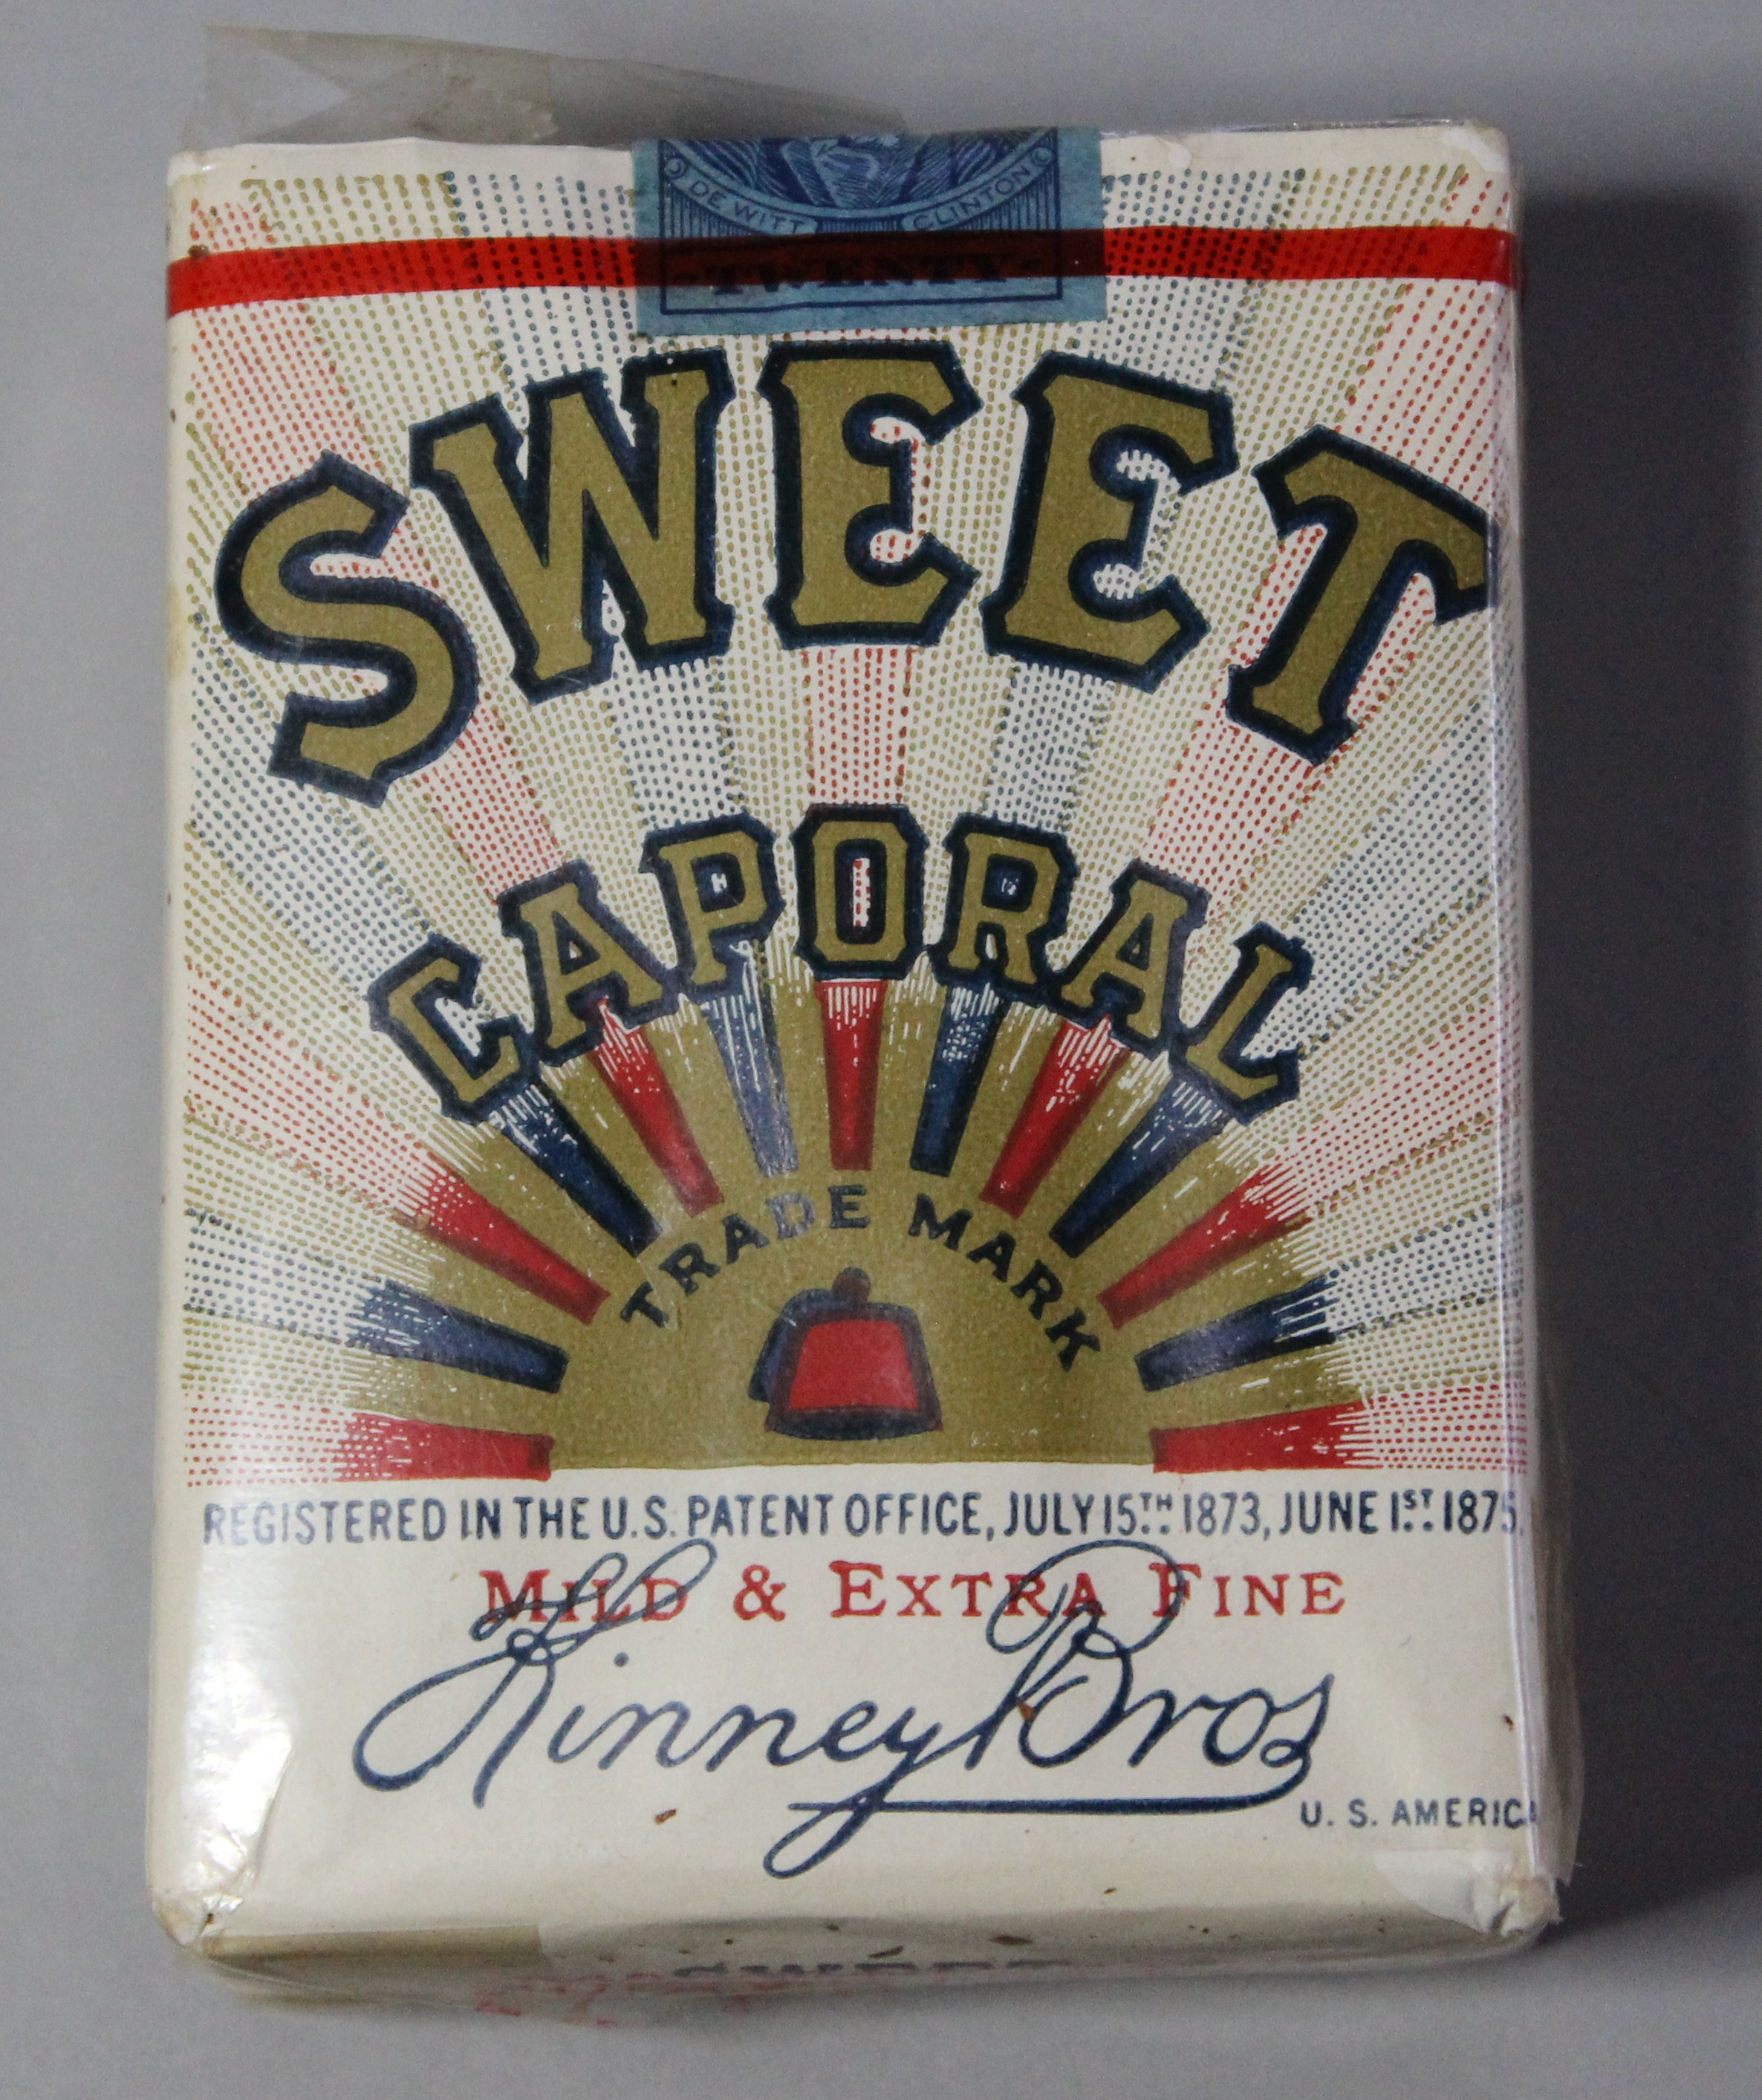 DE WITT CLINTON
TWENTY
SWEET
CAPORAL
TRADE MARK
REGISTERED IN THE U.S. PATENT OFFICE, JULY 15TH 1873, JUNE 1ST 1875.
MILD & EXTRA FINE
Kinney Bros
U. S. AMERICA